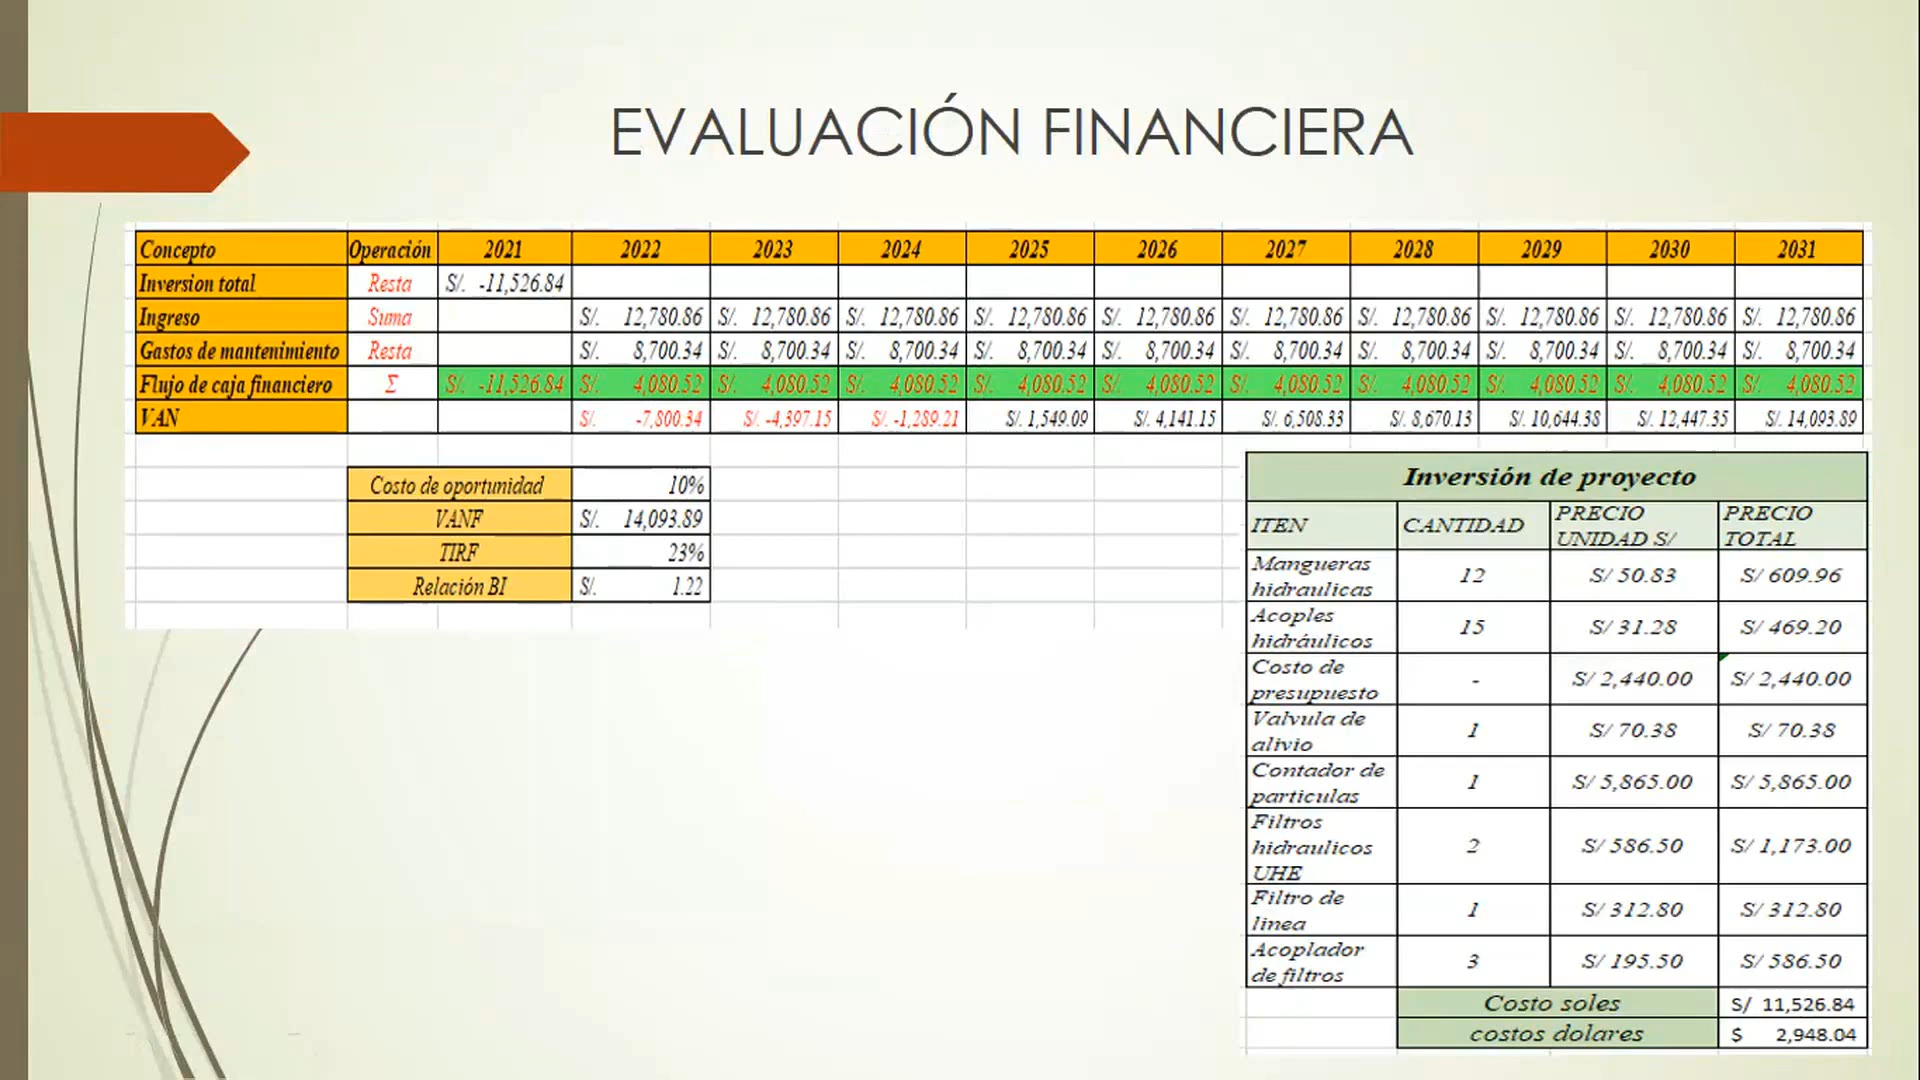 EVALUACIÓN FINANCIERA
Concepto Operación 2021 2022 2023 2024 2025 2026 2027 2028 2029 2030 2031
Inversion total Resta S/. -11,526.84
Ingreso Suma S/. 12,780.86 S/. 12,780.86 S/. 12,780.86 S/. 12,780.86 S/. 12,780.86 S/. 12,780.86 S/. 12,780.86 S/. 12,780.86 S/. 12,780.86 S/. 12,780.86
Gastos de mantenimiento Resta S/. 8,700.34 S/. 8,700.34 S/. 8,700.34 S/. 8,700.34 S/. 8,700.34 S/. 8,700.34 S/. 8,700.34 S/. 8,700.34 S/. 8,700.34 S/. 8,700.34
Flujo de caja financiero Σ S/. -11,526.84 S/. 4,080.52 S/. 4,080.52 S/. 4,080.52 S/. 4,080.52 S/. 4,080.52 S/. 4,080.52 S/. 4,080.52 S/. 4,080.52 S/. 4,080.52 S/. 4,080.52
VAN S/. -7,800.34 S/. -4,397.15 S/. -1,289.21 S/. 1,549.09 S/. 4,141.15 S/. 6,508.33 S/. 8,670.13 S/. 10,644.38 S/. 12,447.35 S/. 14,093.89
Costo de oportunidad 10%
VANF S/. 14,093.89
TIRF 23%
Relación BI S/. 1.22
Inversión de proyecto
ITEN CANTIDAD PRECIO UNIDAD S/ PRECIO TOTAL
Mangueras hidraulicas 12 S/ 50.83 S/ 609.96
Acoples hidráulicos 15 S/ 31.28 S/ 469.20
Costo de presupuesto - S/ 2,440.00 S/ 2,440.00
Valvula de alivio 1 S/ 70.38 S/ 70.38
Contador de particulas 1 S/ 5,865.00 S/ 5,865.00
Filtros hidraulicos UHE 2 S/ 586.50 S/ 1,173.00
Filtro de linea 1 S/ 312.80 S/ 312.80
Acoplador de filtros 3 S/ 195.50 S/ 586.50
Costo soles S/ 11,526.84
costos dolares $ 2,948.04